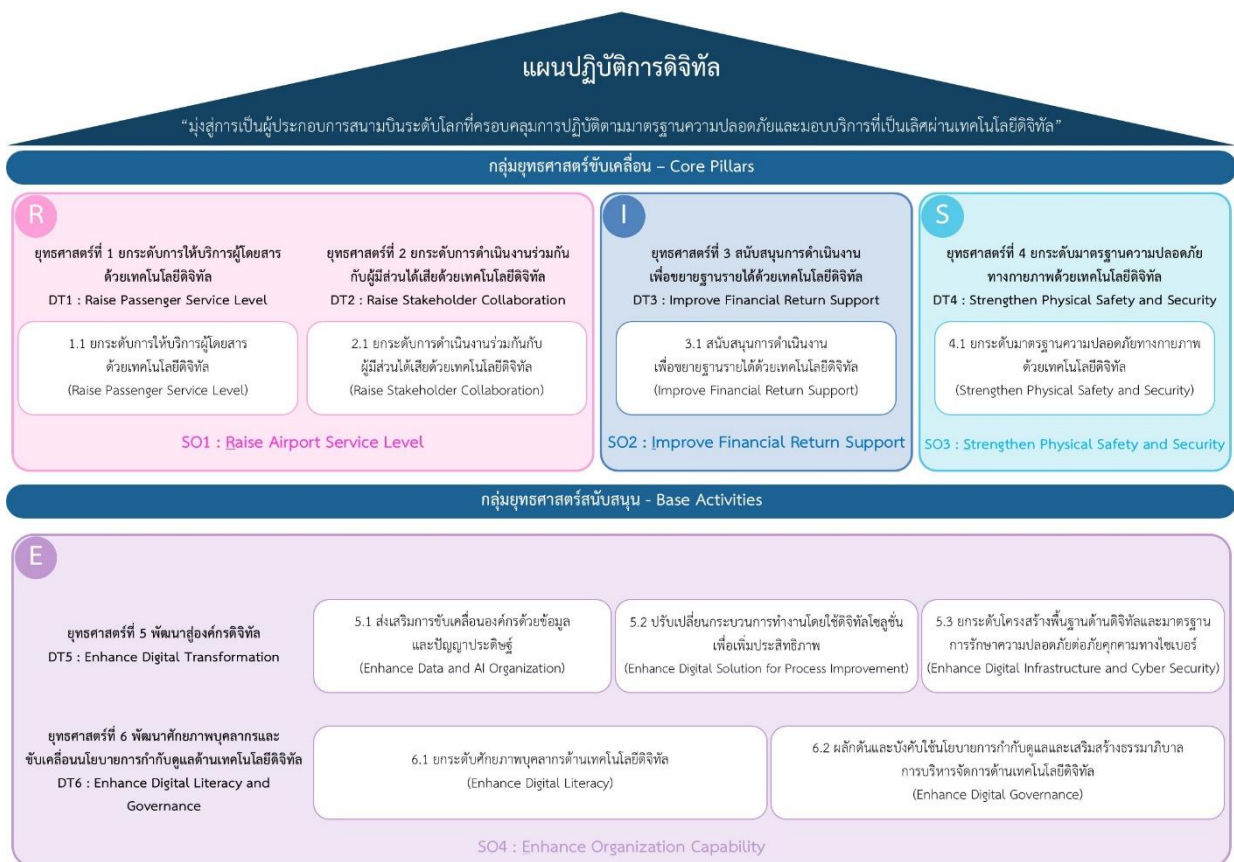 แผนปฏิบัติการดิจิทัล
“มุ่งสู่การเป็นผู้ประกอบการสนามบินระดับโลกที่ครอบคลุมการปฏิบัติตามมาตรฐานความปลอดภัยและมอบบริการที่เป็นเลิศผ่านเทคโนโลยีดิจิทัล”
กลุ่มยุทธศาสตร์ขับเคลื่อน – Core Pillars
R
ยุทธศาสตร์ที่ 1 ยกระดับการให้บริการผู้โดยสาร
ด้วยเทคโนโลยีดิจิทัล
DT1 : Raise Passenger Service Level
1.1 ยกระดับการให้บริการผู้โดยสาร
ด้วยเทคโนโลยีดิจิทัล
(Raise Passenger Service Level)
ยุทธศาสตร์ที่ 2 ยกระดับการดำเนินงานร่วมกัน
กับผู้มีส่วนได้เสียด้วยเทคโนโลยีดิจิทัล
DT2 : Raise Stakeholder Collaboration
2.1 ยกระดับการดำเนินงานร่วมกันกับ
ผู้มีส่วนได้เสียด้วยเทคโนโลยีดิจิทัล
(Raise Stakeholder Collaboration)
SO1 : Raise Airport Service Level
I
ยุทธศาสตร์ที่ 3 สนับสนุนการดำเนินงาน
เพื่อขยายฐานรายได้ด้วยเทคโนโลยีดิจิทัล
DT3 : Improve Financial Return Support
3.1 สนับสนุนการดำเนินงาน
เพื่อขยายฐานรายได้ด้วยเทคโนโลยีดิจิทัล
(Improve Financial Return Support)
SO2 : Improve Financial Return Support
S
ยุทธศาสตร์ที่ 4 ยกระดับมาตรฐานความปลอดภัย
ทางกายภาพด้วยเทคโนโลยีดิจิทัล
DT4 : Strengthen Physical Safety and Security
4.1 ยกระดับมาตรฐานความปลอดภัยทางกายภาพ
ด้วยเทคโนโลยีดิจิทัล
(Strengthen Physical Safety and Security)
SO3 : Strengthen Physical Safety and Security
กลุ่มยุทธศาสตร์สนับสนุน - Base Activities
E
ยุทธศาสตร์ที่ 5 พัฒนาสู่องค์กรดิจิทัล
DT5 : Enhance Digital Transformation
5.1 ส่งเสริมการขับเคลื่อนองค์กรด้วยข้อมูล
และปัญญาประดิษฐ์
(Enhance Data and AI Organization)
5.2 ปรับเปลี่ยนกระบวนการทำงานโดยใช้ดิจิทัลโซลูชั่น
เพื่อเพิ่มประสิทธิภาพ
(Enhance Digital Solution for Process Improvement)
5.3 ยกระดับโครงสร้างพื้นฐานด้านดิจิทัลและมาตรฐาน
การรักษาความปลอดภัยต่อภัยคุกคามทางไซเบอร์
(Enhance Digital Infrastructure and Cyber Security)
ยุทธศาสตร์ที่ 6 พัฒนาศักยภาพบุคลากรและ
ขับเคลื่อนนโยบายการกำกับดูแลด้านเทคโนโลยีดิจิทัล
DT6 : Enhance Digital Literacy and
Governance
6.1 ยกระดับศักยภาพบุคลากรด้านเทคโนโลยีดิจิทัล
(Enhance Digital Literacy)
6.2 ผลักดันและบังคับใช้นโยบายการกำกับดูแลและเสริมสร้างธรรมาภิบาล
การบริหารจัดการด้านเทคโนโลยีดิจิทัล
(Enhance Digital Governance)
SO4 : Enhance Organization Capability